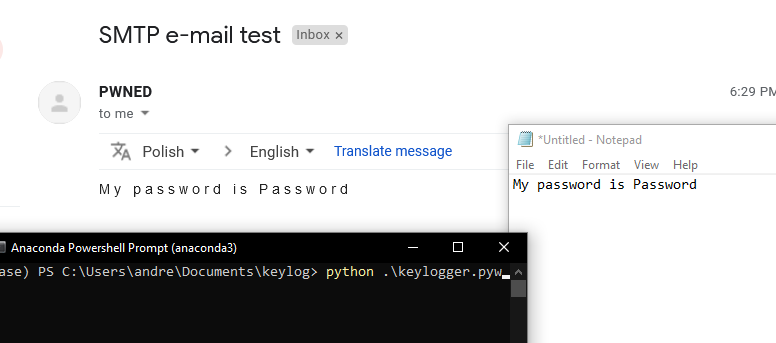 SMTP e-mail test Inbox ×
PWNED
6:29 PM
to me
Polish > English Translate message
My password is Password
*Untitled - Notepad
File Edit Format View Help
My password is Password
Anaconda Powershell Prompt (anaconda3)
ase) PS C:\Users\andre\Documents\keylog> python .\keylogger.pyw